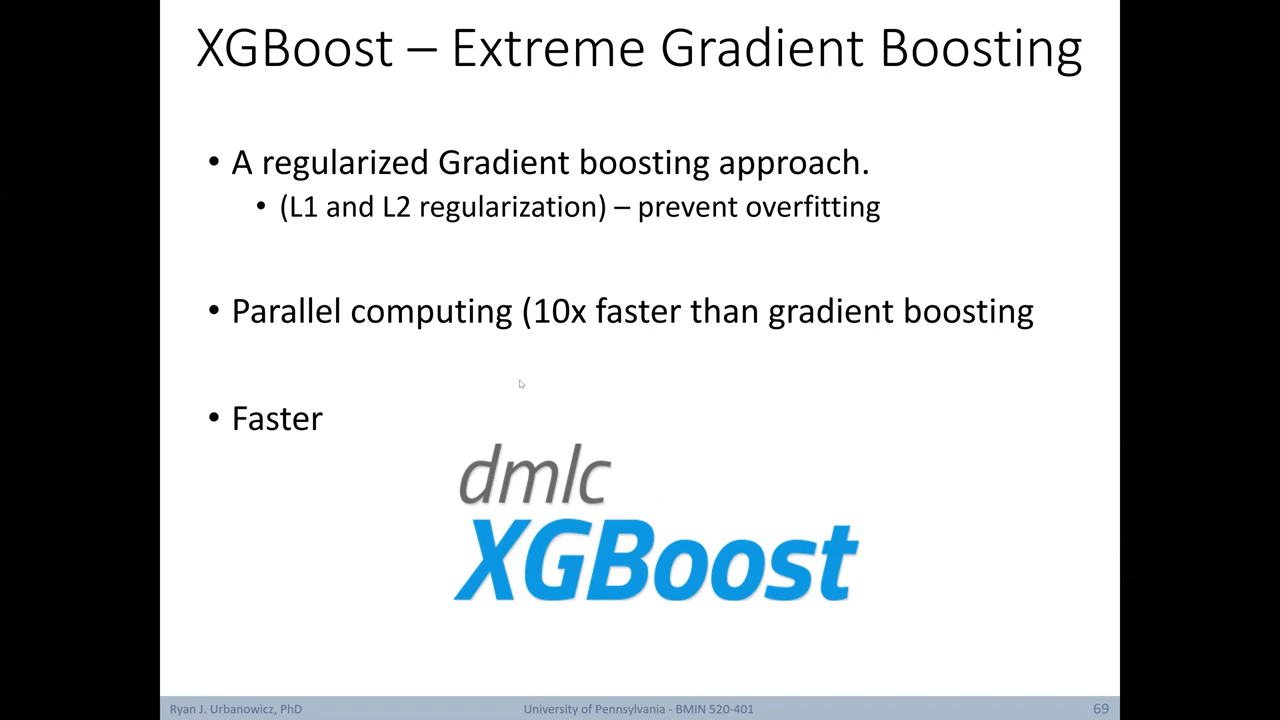 XGBoost – Extreme Gradient Boosting
• A regularized Gradient boosting approach.
• (L1 and L2 regularization) – prevent overfitting
• Parallel computing (10x faster than gradient boosting
• Faster
dmlc
XGBoost
Ryan J. Urbanowicz, PhD
University of Pennsylvania - BMIN 520-401
69